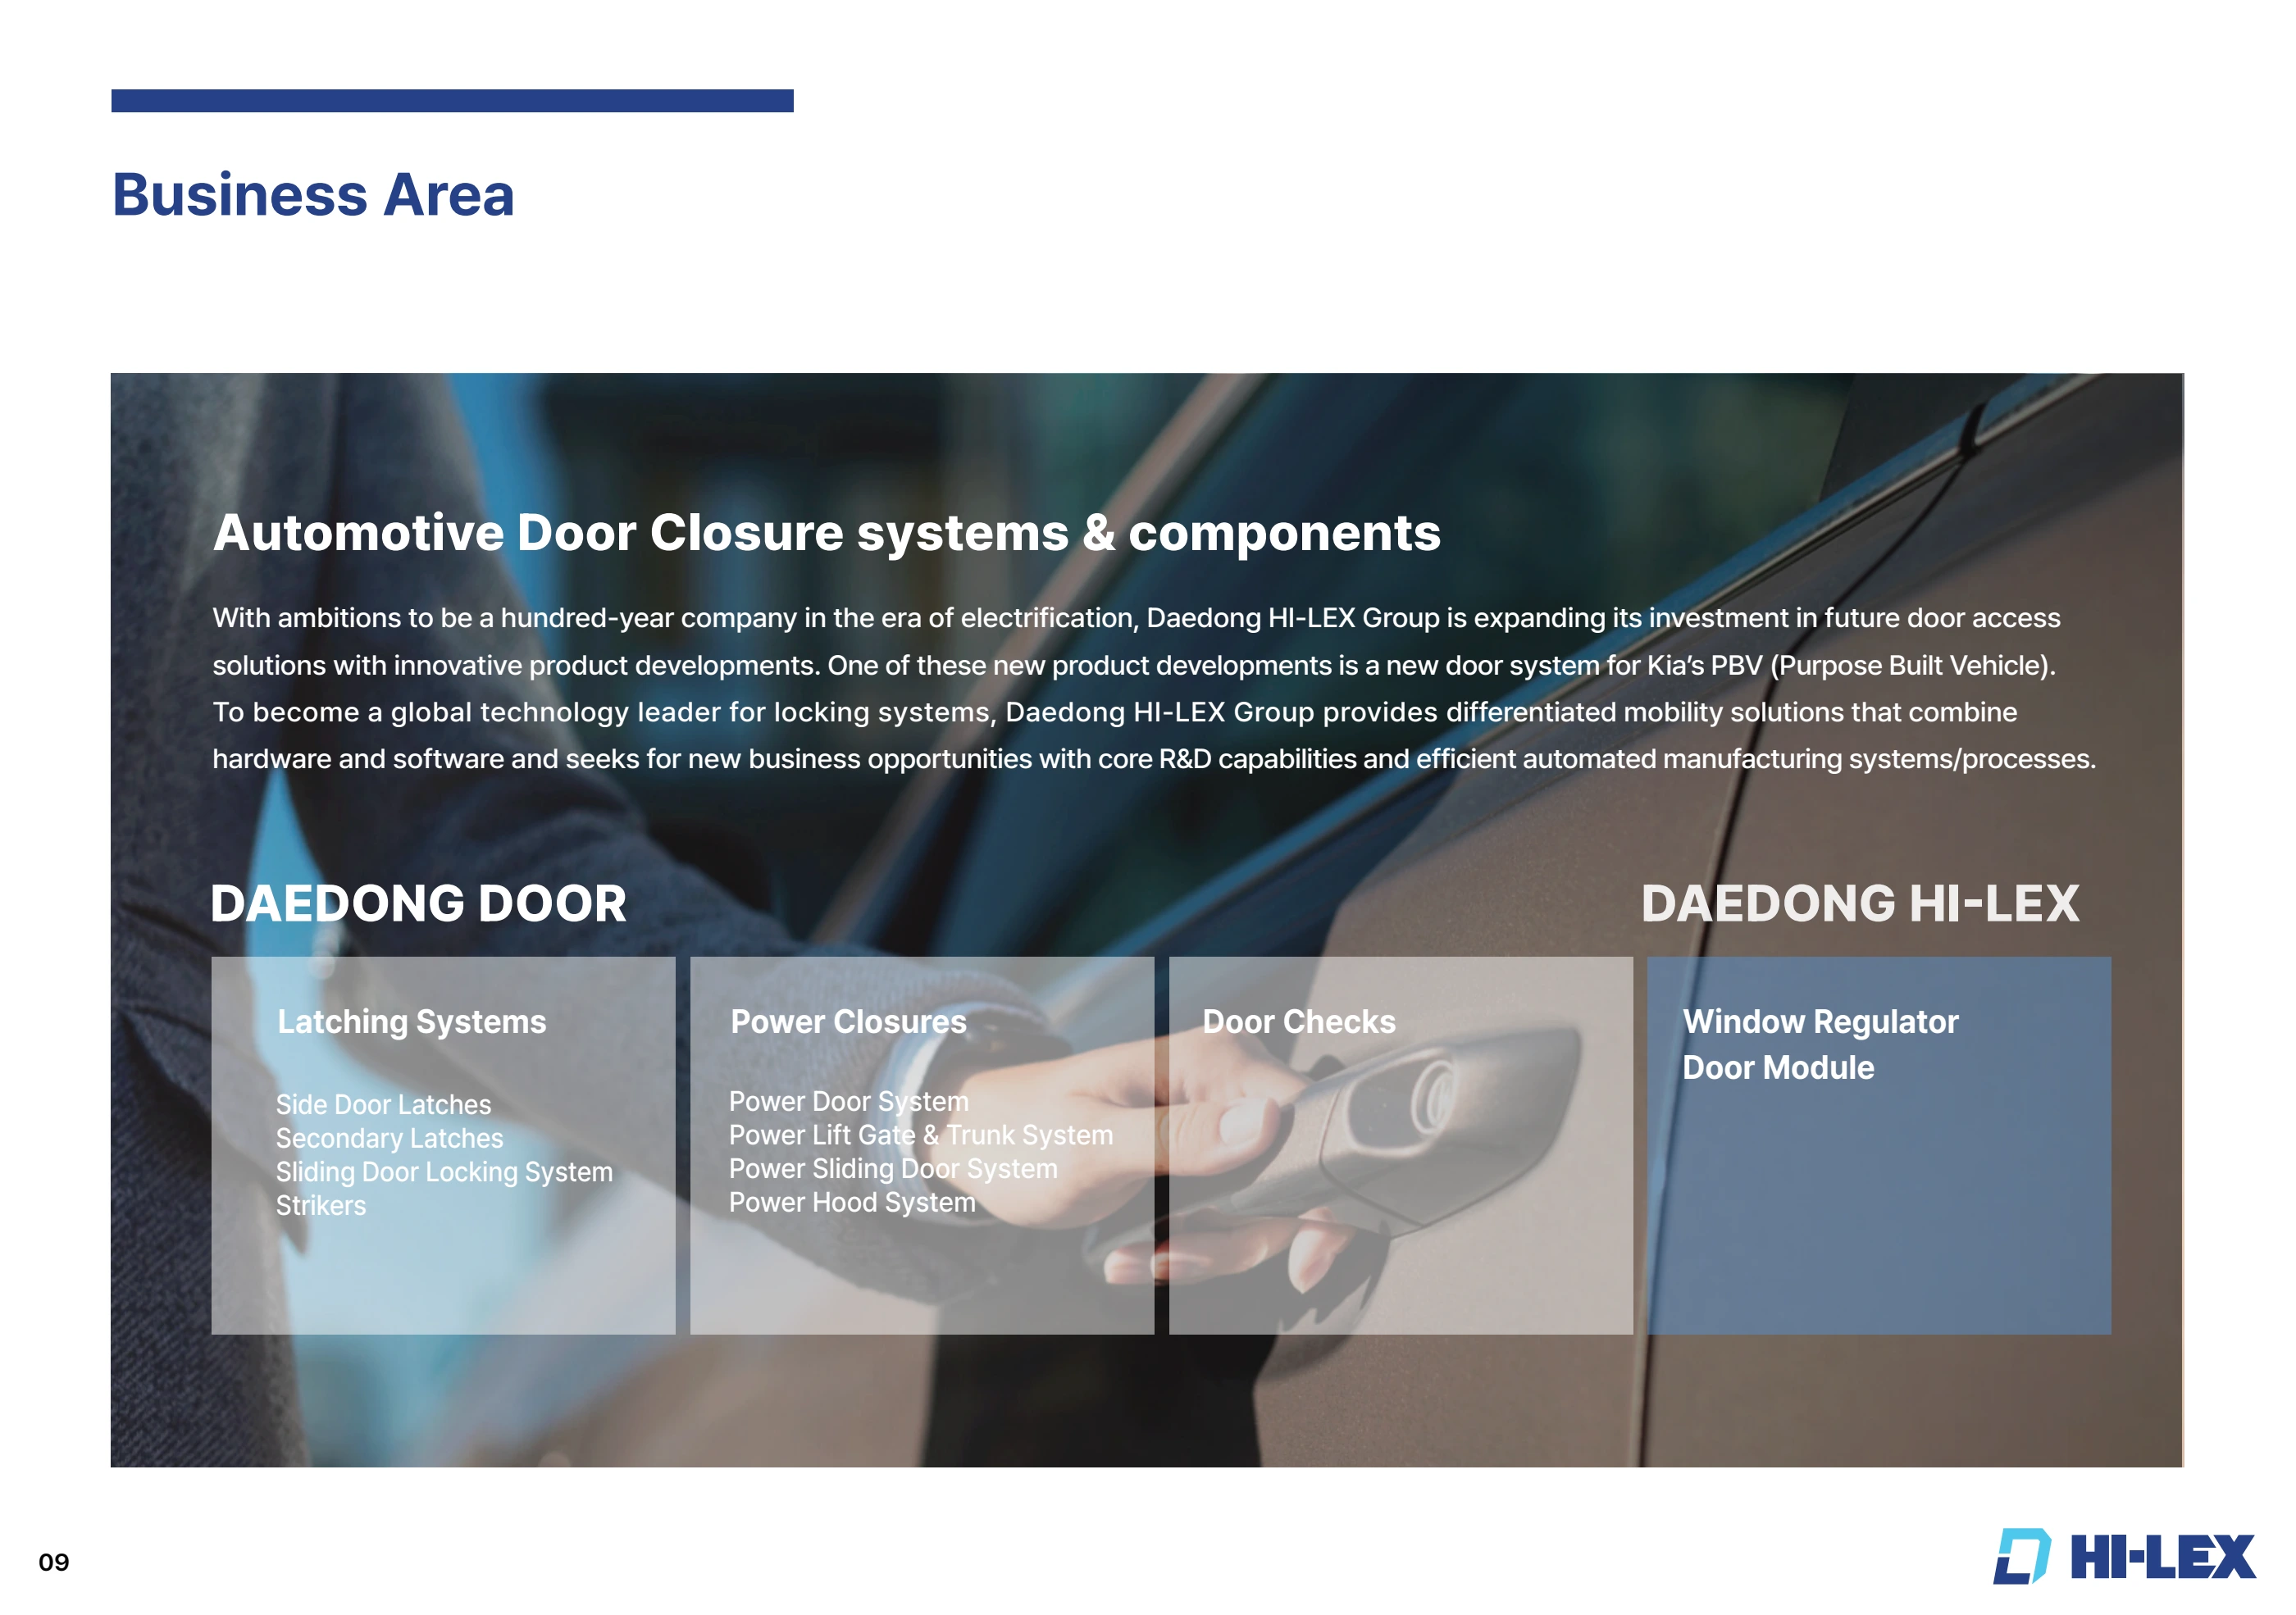 Business Area
Automotive Door Closure systems & components
With ambitions to be a hundred-year company in the era of electrification, Daedong HI-LEX Group is expanding its investment in future door access
solutions with innovative product developments. One of these new product developments is a new door system for Kia’s PBV (Purpose Built Vehicle).
To become a global technology leader for locking systems, Daedong HI-LEX Group provides differentiated mobility solutions that combine
hardware and software and seeks for new business opportunities with core R&D capabilities and efficient automated manufacturing systems/processes.
DAEDONG DOOR
Latching Systems
Side Door Latches
Secondary Latches
Sliding Door Locking System
Strikers
Power Closures
Power Door System
Power Lift Gate & Trunk System
Power Sliding Door System
Power Hood System
Door Checks
DAEDONG HI-LEX
Window Regulator
Door Module
09
HI-LEX